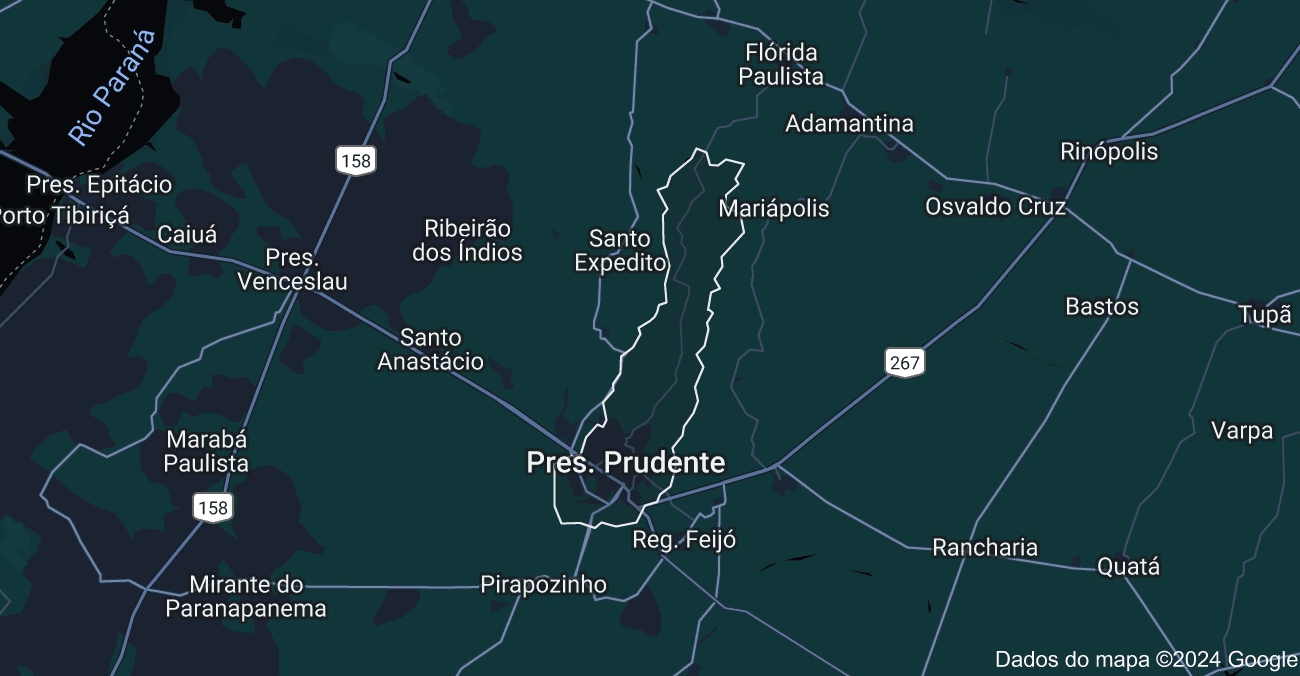 Flórida
Paulista
Rio Paraná
Adamantina
Rinópolis
158
Pres. Epitácio
Porto Tibiriçá
Mariápolis
Osvaldo Cruz
Caiuá
Ribeirão
dos Índios
Santo
Expedito
Pres.
Venceslau
Bastos
Tupã
Santo
Anastácio
267
Varpa
Marabá
Paulista
Pres. Prudente
158
Reg. Feijó
Rancharia
Quatá
Mirante do
Paranapanema
Pirapozinho
Dados do mapa ©2024 Google